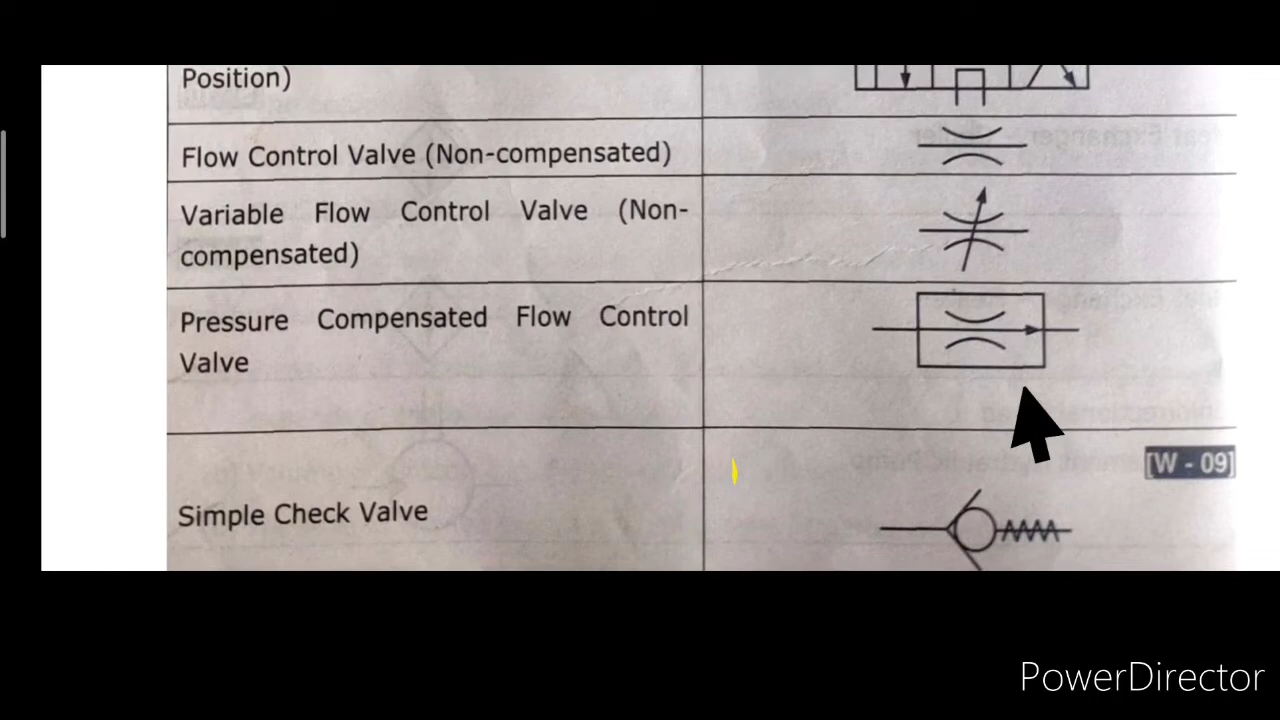 Position)
Flow Control Valve (Non-compensated)
Variable Flow Control Valve (Non-
compensated)
Pressure Compensated Flow Control
Valve
[W - 09]
Simple Check Valve
PowerDirector